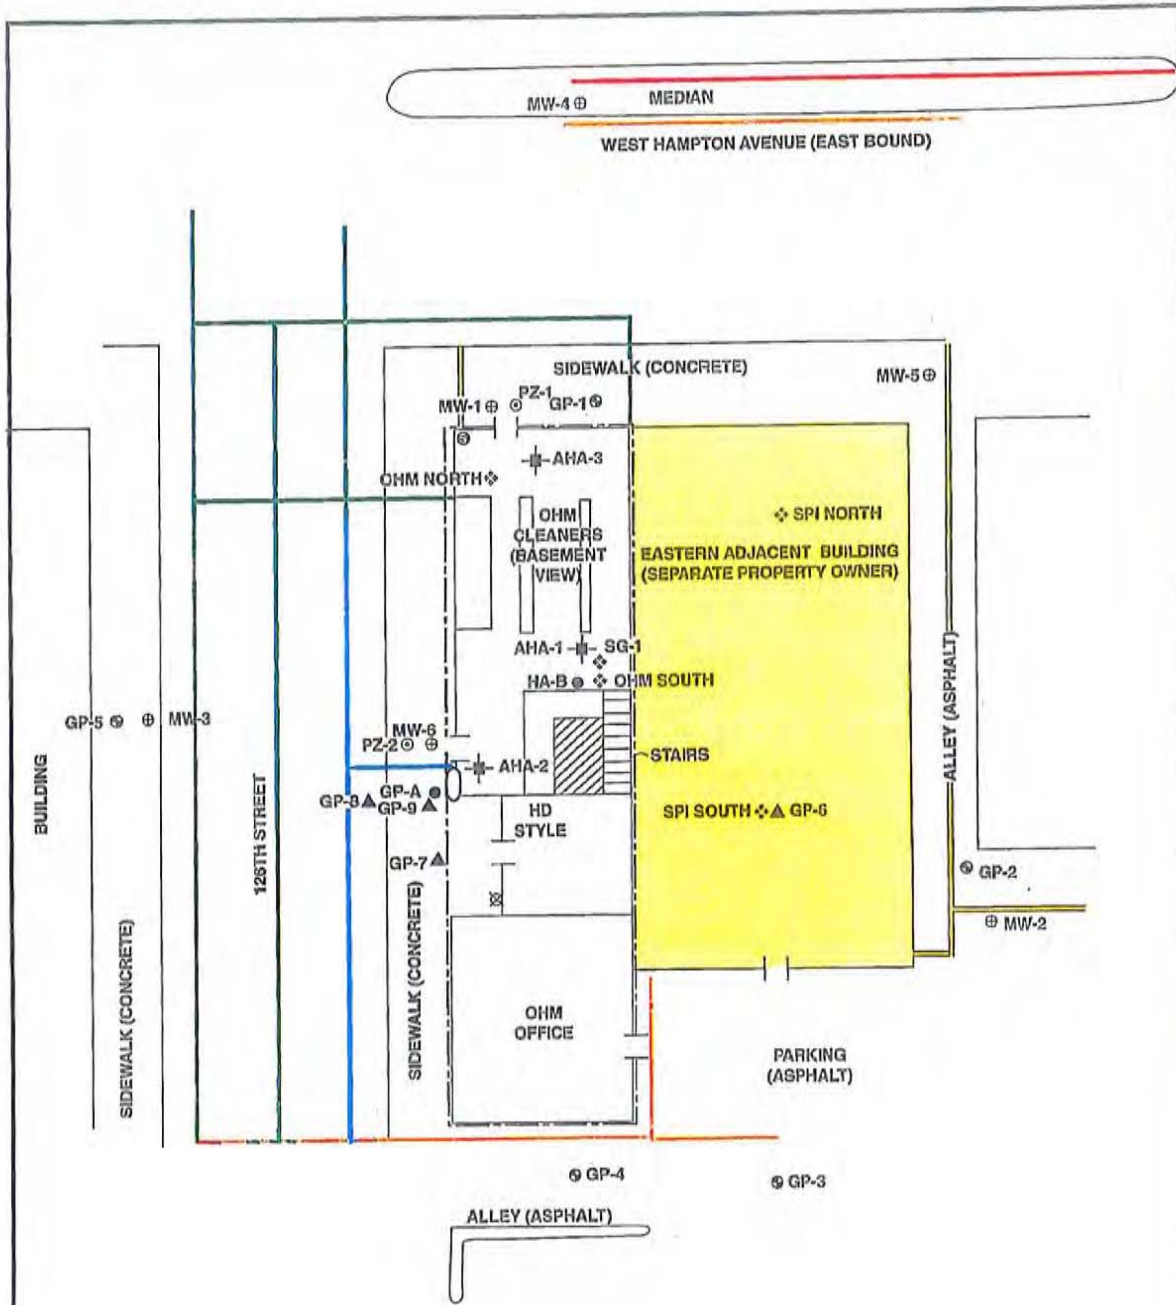 MW-4
MEDIAN
WEST HAMPTON AVENUE (EAST BOUND)
SIDEWALK (CONCRETE)
MW-5
MW-1
PZ-1
GP-1
AHA-3
OHM NORTH
OHM
CLEANERS
(BASEMENT
VIEW)
SPI NORTH
EASTERN ADJACENT BUILDING
(SEPARATE PROPERTY OWNER)
AHA-1
SG-1
HA-B
OHM SOUTH
ALLEY (ASPHALT)
GP-5
MW-3
MW-6
PZ-2
STAIRS
AHA-2
BUILDING
126TH STREET
GP-8
GP-A
GP-9
HD
STYLE
SPI SOUTH
GP-6
GP-7
GP-2
MW-2
SIDEWALK (CONCRETE)
SIDEWALK (CONCRETE)
OHM
OFFICE
PARKING
(ASPHALT)
GP-4
GP-3
ALLEY (ASPHALT)